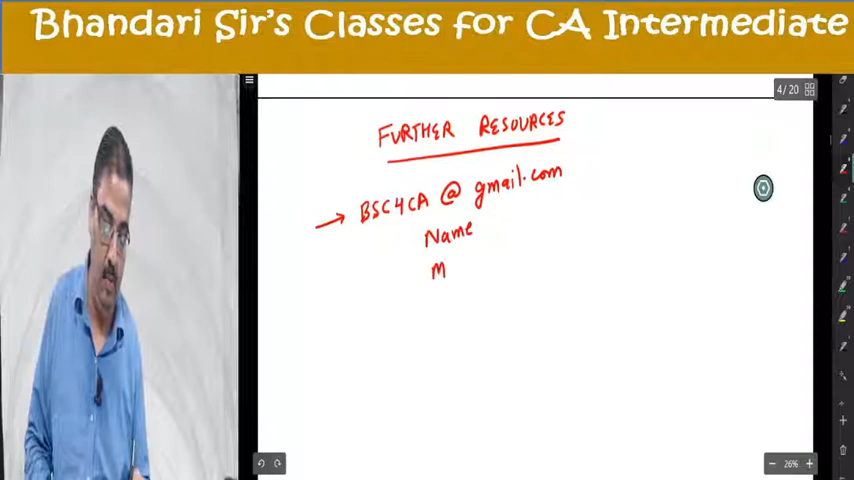 Bhandari Sir's Classes for CA Intermediate
4/20
FURTHER RESOURCES
→ BSC4CA @ gmail.com
Name
M
26%